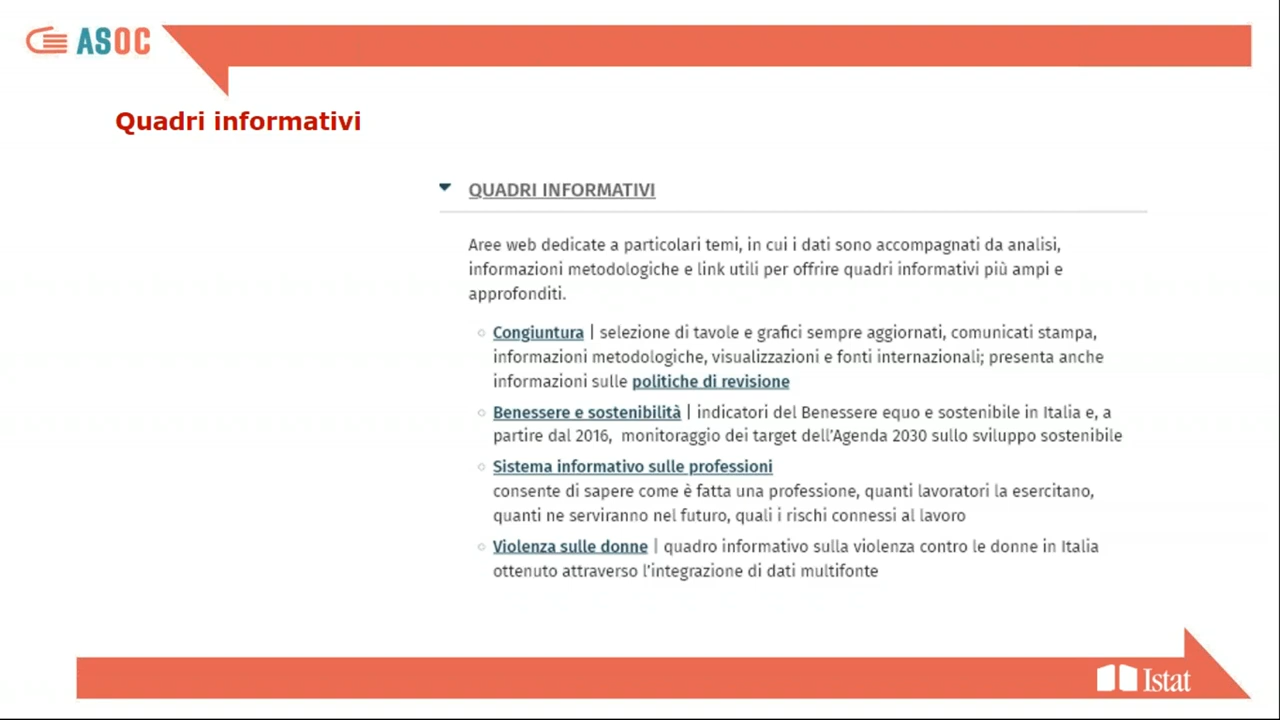 ASOC
Quadri informativi
QUADRI INFORMATIVI
Aree web dedicate a particolari temi, in cui i dati sono accompagnati da analisi,
informazioni metodologiche e link utili per offrire quadri informativi più ampi e
approfonditi.
Congiuntura | selezione di tavole e grafici sempre aggiornati, comunicati stampa,
informazioni metodologiche, visualizzazioni e fonti internazionali; presenta anche
informazioni sulle politiche di revisione
Benessere e sostenibilità | indicatori del Benessere equo e sostenibile in Italia e, a
partire dal 2016, monitoraggio dei target dell'Agenda 2030 sullo sviluppo sostenibile
Sistema informativo sulle professioni
consente di sapere come è fatta una professione, quanti lavoratori la esercitano,
quanti ne serviranno nel futuro, quali i rischi connessi al lavoro
Violenza sulle donne | quadro informativo sulla violenza contro le donne in Italia
ottenuto attraverso l'integrazione di dati multifonte
Istat